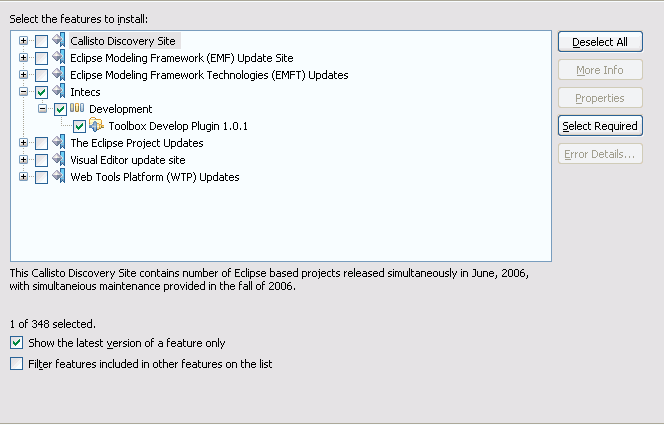 Select the features to install:
Callisto Discovery Site
Eclipse Modeling Framework (EMF) Update Site
Eclipse Modeling Framework Technologies (EMFT) Updates
Intecs
Development
Toolbox Develop Plugin 1.0.1
The Eclipse Project Updates
Visual Editor update site
Web Tools Platform (WTP) Updates
Deselect All
More Info
Properties
Select Required
Error Details...
This Callisto Discovery Site contains number of Eclipse based projects released simultaneously in June, 2006,
with simultaneious maintenance provided in the fall of 2006.
1 of 348 selected.
Show the latest version of a feature only
Filter features included in other features on the list